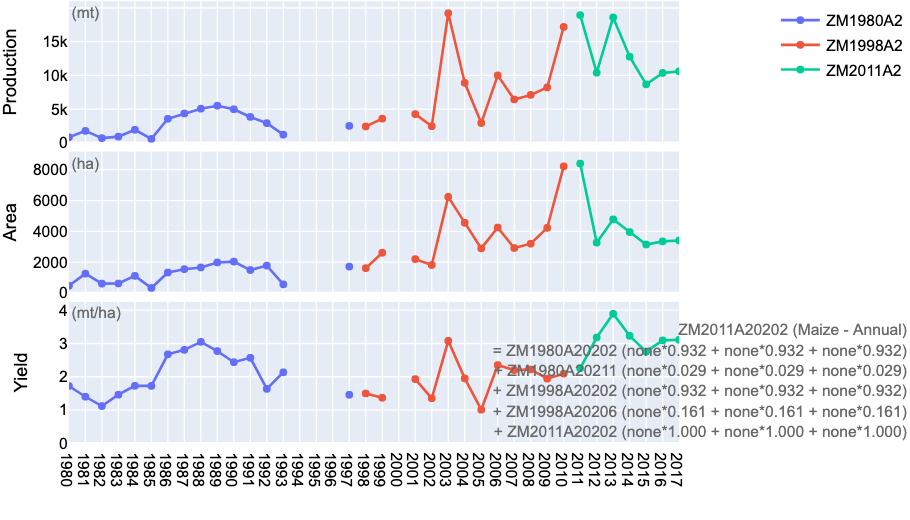 (mt)
Production
15k
10k
5k
0
ZM1980A2
ZM1998A2
ZM2011A2
(ha)
Area
8000
6000
4000
2000
0
(mt/ha)
Yield
4
3
2
1
0
ZM2011A20202 (Maize - Annual)
= ZM1980A20202 (none*0.932 + none*0.932 + none*0.932)
+ ZM1980A20211 (none*0.029 + none*0.029 + none*0.029)
+ ZM1998A20202 (none*0.932 + none*0.932 + none*0.932)
+ ZM1998A20206 (none*0.161 + none*0.161 + none*0.161)
+ ZM2011A20202 (none*1.000 + none*1.000 + none*1.000)
1980 1981 1982 1983 1984 1985 1986 1987 1988 1989 1990 1991 1992 1993 1994 1995 1996 1997 1998 1999 2000 2001 2002 2003 2004 2005 2006 2007 2008 2009 2010 2011 2012 2013 2014 2015 2016 2017